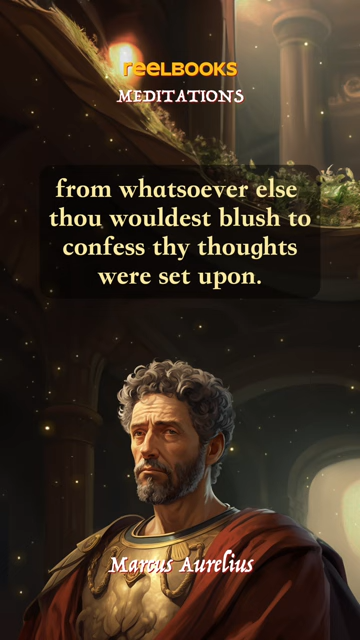 reelbooks
MEDITATIONS
from whatsoever else
thou wouldest blush to
confess thy thoughts
were set upon.
Marcus Aurelius